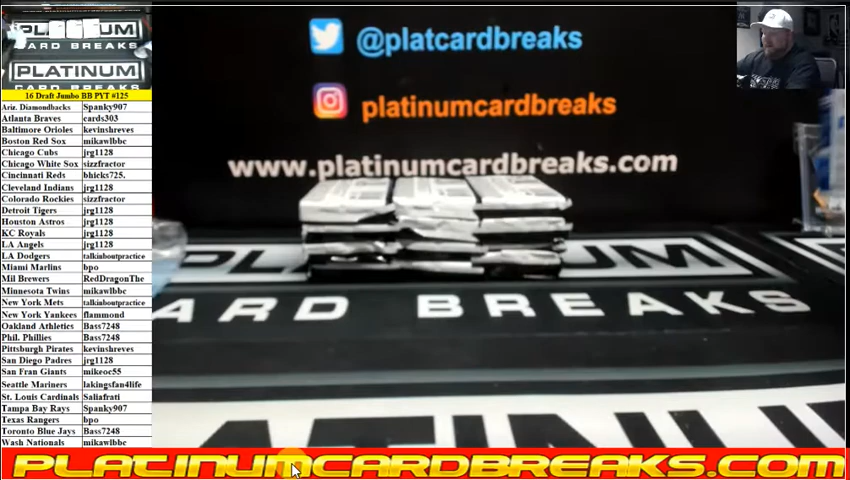 PLATINUM
CARD BREAKS
PLATINUM
CARD BREAKS
16 Draft Jumbo BB PYT #125
Ariz. Diamondbacks Spanky907
Atlanta Braves cards303
Baltimore Orioles kevinshreves
Boston Red Sox mikawlbbc
Chicago Cubs jrg1128
Chicago White Sox sizzfractor
Cincinnati Reds bhicks725.
Cleveland Indians jrg1128
Colorado Rockies sizzfractor
Detroit Tigers jrg1128
Houston Astros jrg1128
KC Royals jrg1128
LA Angels jrg1128
LA Dodgers talkinaboutpractice
Miami Marlins bpo
Mil Brewers RedDragonThe
Minnesota Twins mikawlbbc
New York Mets talkinaboutpractice
New York Yankees flammond
Oakland Athletics Bass7248
Phil. Phillies Bass7248
Pittsburgh Pirates kevinshreves
San Diego Padres jrg1128
San Fran Giants mikeoc55
Seattle Mariners lakingsfan4life
St. Louis Cardinals Saliafrati
Tampa Bay Rays Spanky907
Texas Rangers bpo
Toronto Blue Jays Bass7248
Wash Nationals mikawlbbc
@platcardbreaks
platinumcardbreaks
www.platinumcardbreaks.com
PLATINUM
CARD BREAKS
PLATINUM
PLATINUMCARDBREAKS.COM